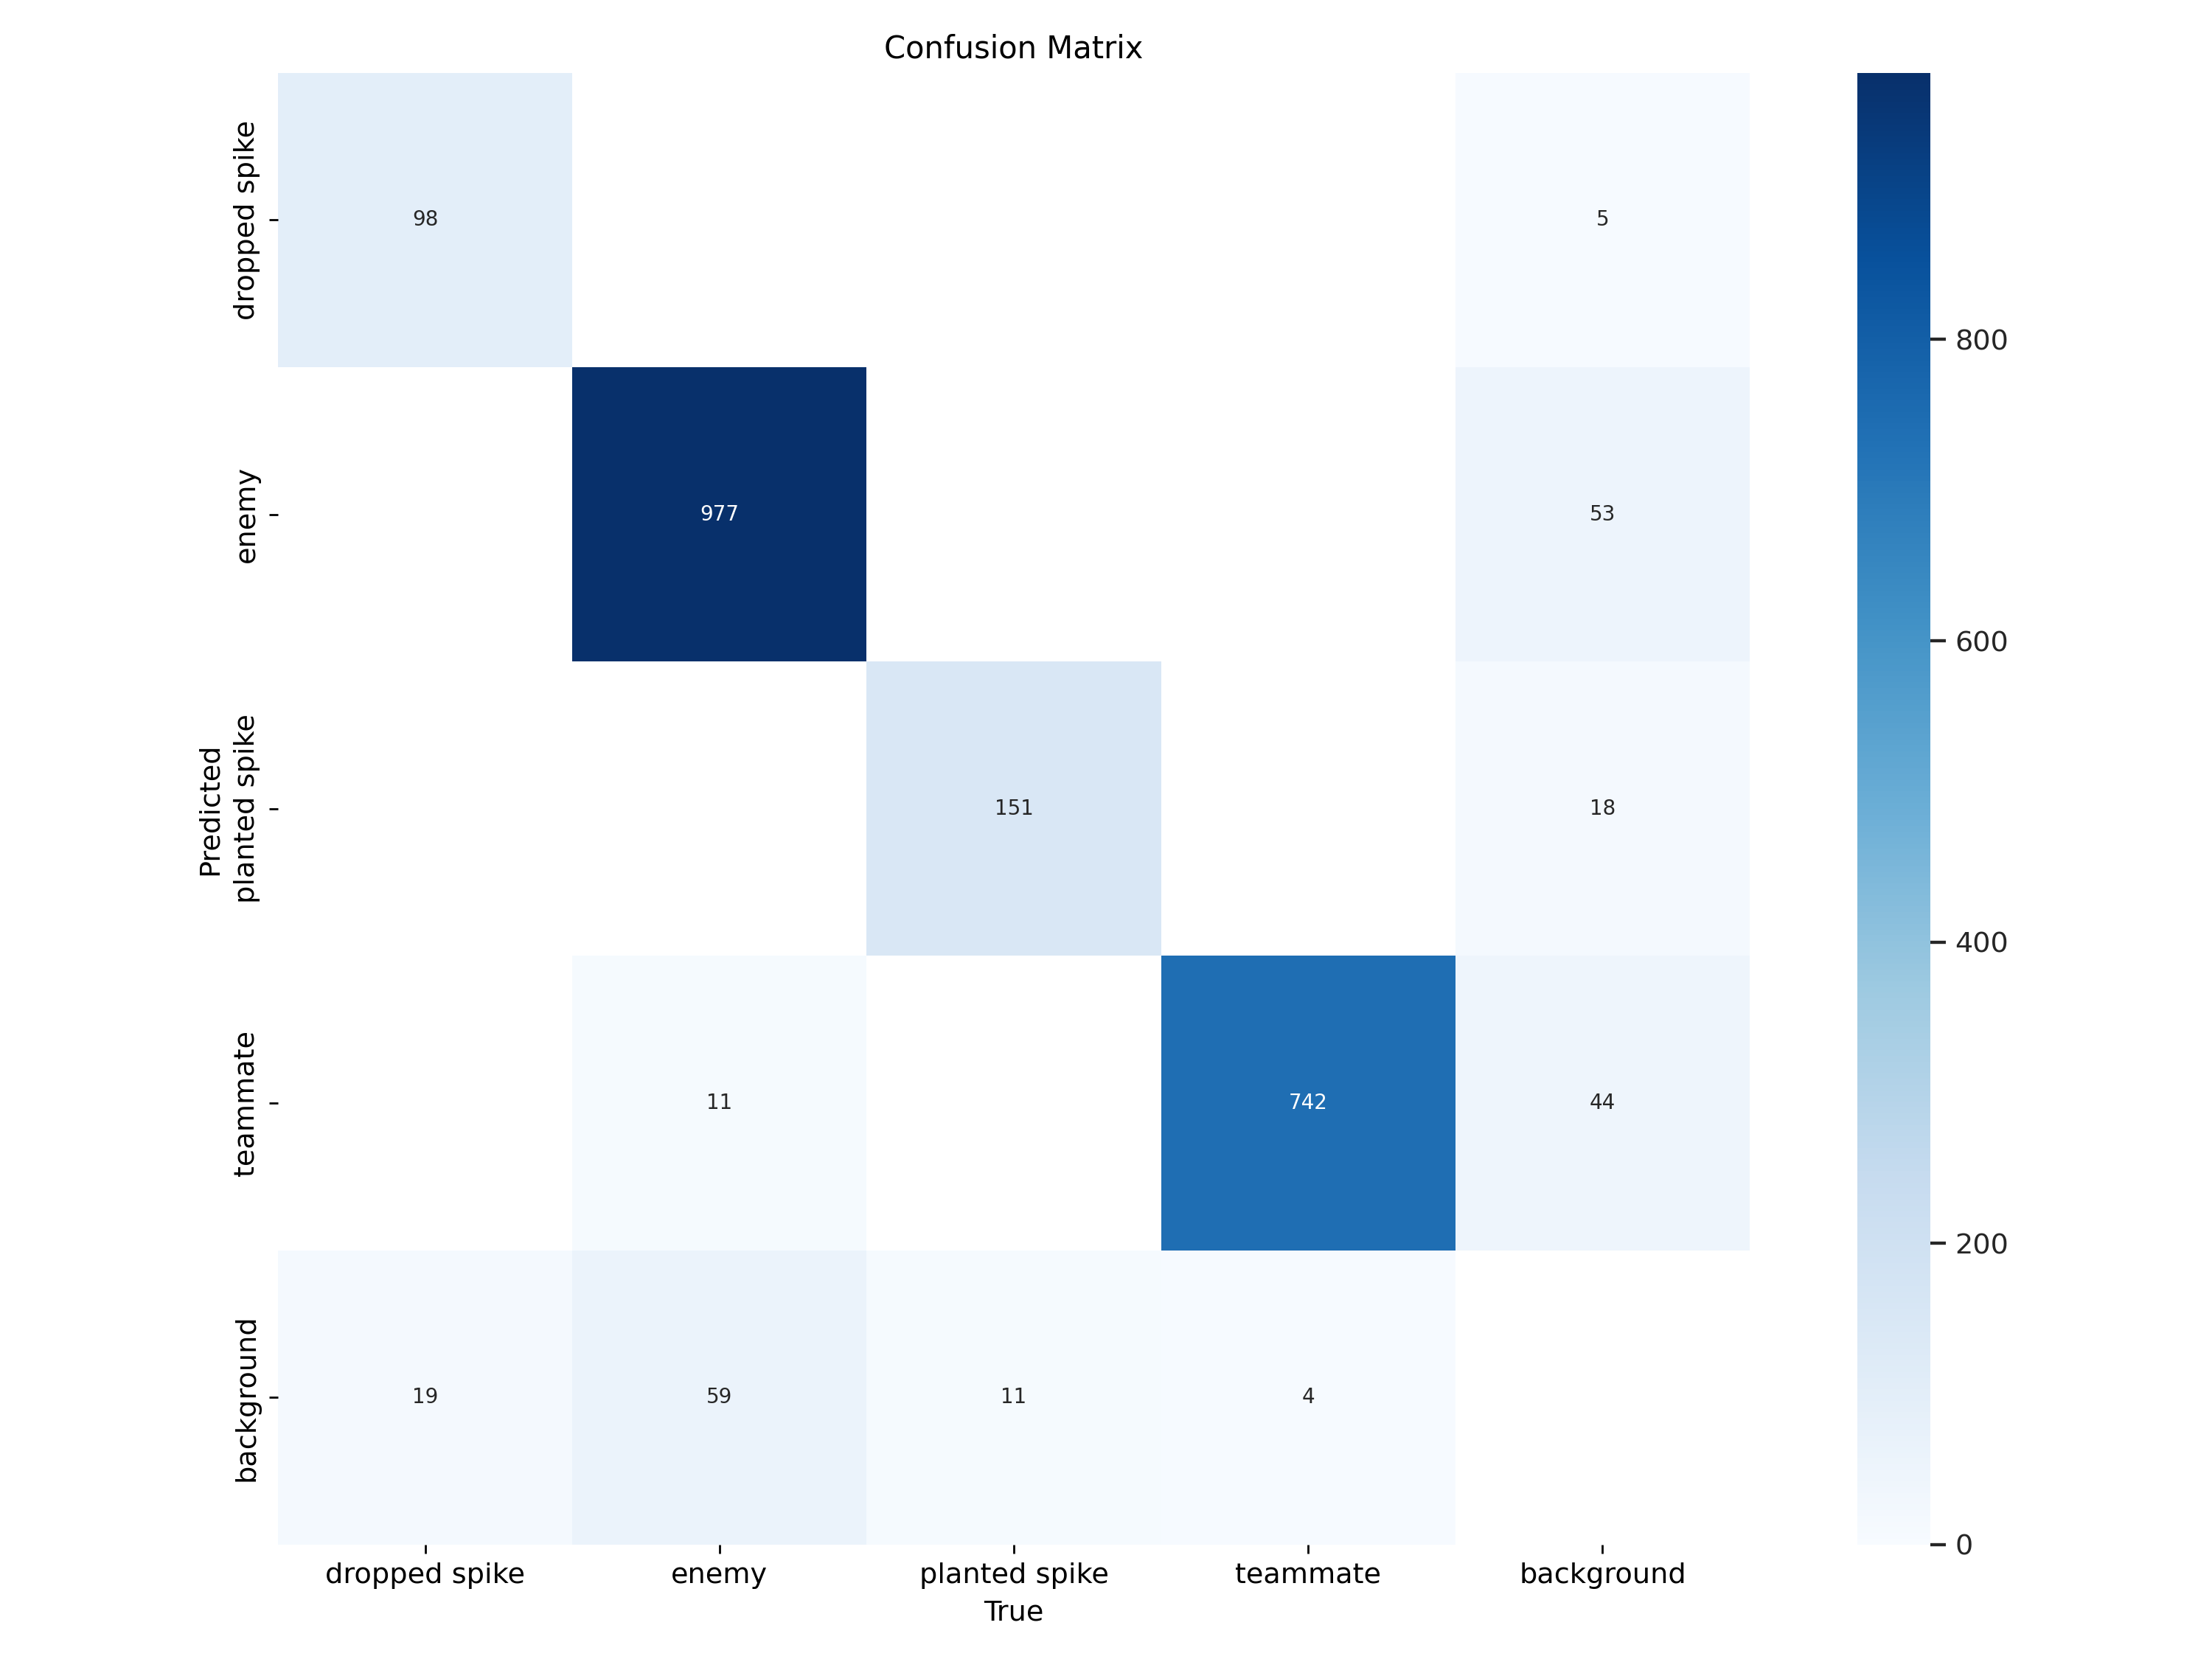 Confusion Matrix
dropped spike
98
5
800
enemy
977
53
600
Predicted
planted spike
151
18
400
teammate
11
742
44
200
background
19
59
11
4
0
dropped spike
enemy
planted spike
teammate
background
True